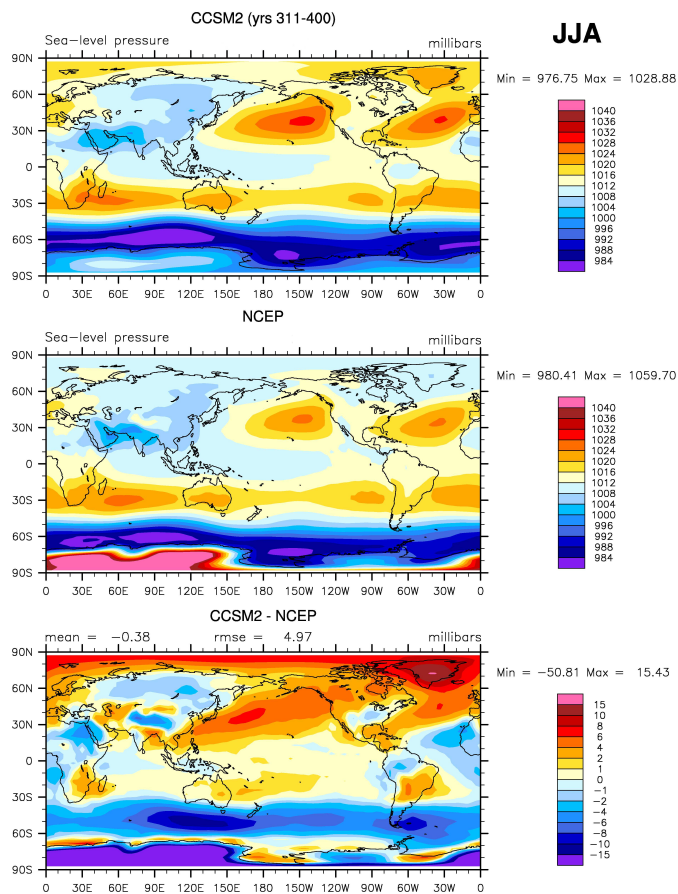 CCSM2 (yrs 311-400)
JJA
Sea-level pressure millibars
Min = 976.75 Max = 1028.88
90N
60N
30N
0
30S
60S
90S
0 30E 60E 90E 120E 150E 180 150W 120W 90W 60W 30W 0
1040
1036
1032
1028
1024
1020
1016
1012
1008
1004
1000
996
992
988
984
NCEP
Sea-level pressure millibars
Min = 980.41 Max = 1059.70
90N
60N
30N
0
30S
60S
90S
0 30E 60E 90E 120E 150E 180 150W 120W 90W 60W 30W 0
1040
1036
1032
1028
1024
1020
1016
1012
1008
1004
1000
996
992
988
984
CCSM2 - NCEP
mean = -0.38 rmse = 4.97 millibars
Min = -50.81 Max = 15.43
90N
60N
30N
0
30S
60S
90S
0 30E 60E 90E 120E 150E 180 150W 120W 90W 60W 30W 0
15
10
8
6
4
2
1
0
-1
-2
-4
-6
-8
-10
-15